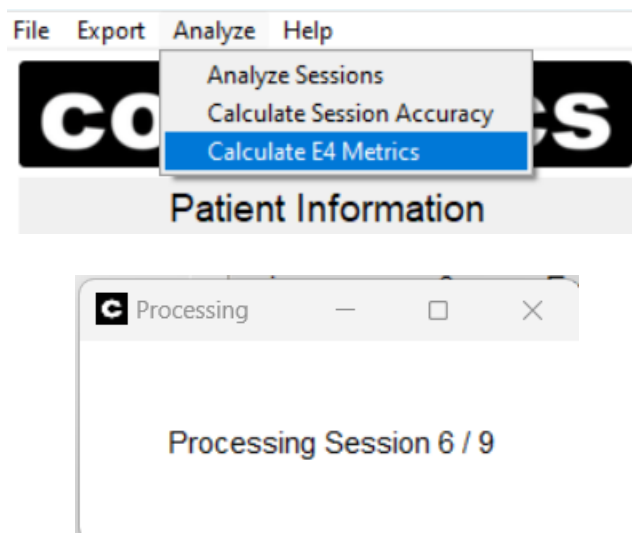 File Export Analyze Help
Analyze Sessions
Calculate Session Accuracy
Calculate E4 Metrics
Patient Information
Processing
Processing Session 6 / 9